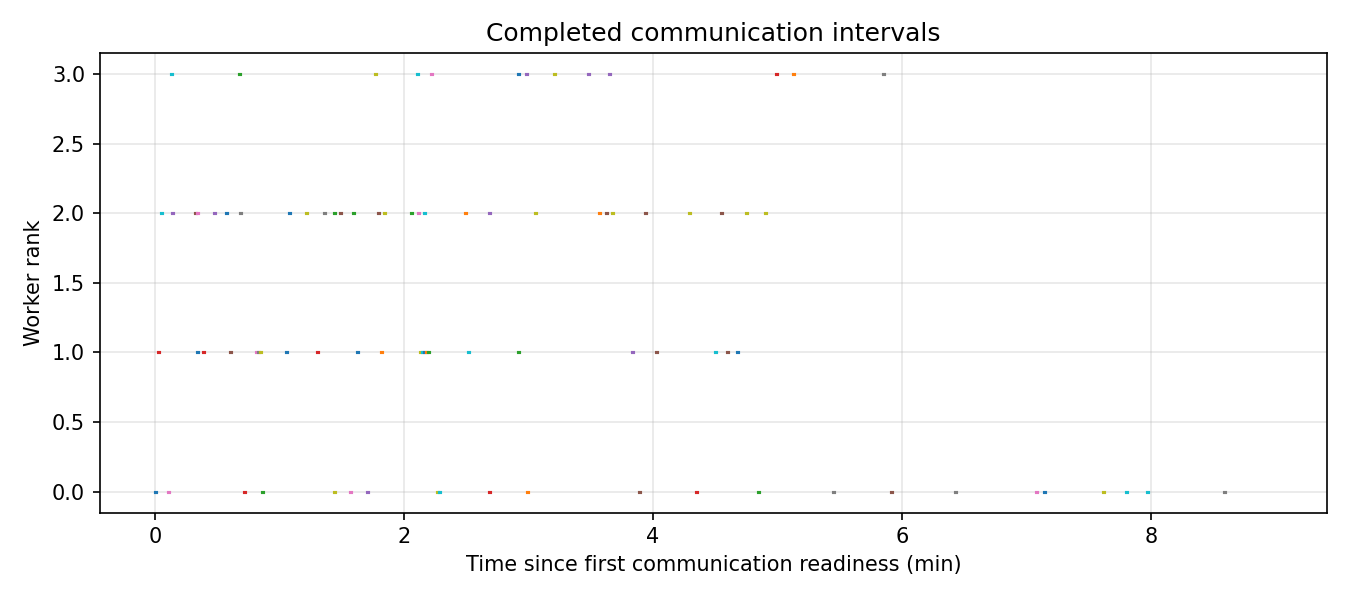 Completed communication intervals
3.0
2.5
2.0
1.5
1.0
0.5
0.0
Worker rank
0 2 4 6 8
Time since first communication readiness (min)